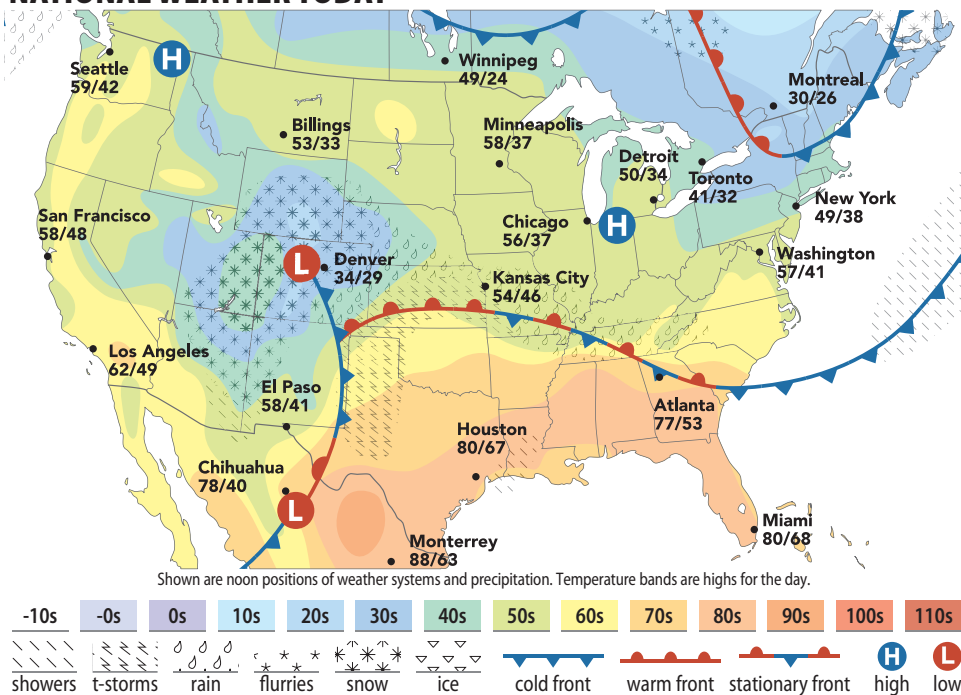 NATIONAL WEATHER TODAY
Seattle
59/42
H
Winnipeg
49/24
Montreal
30/26
Billings
53/33
Minneapolis
58/37
Detroit
50/34
Toronto
41/32
New York
49/38
San Francisco
58/48
Chicago
56/37
H
Washington
57/41
L
Denver
34/29
Kansas City
54/46
Los Angeles
62/49
El Paso
58/41
Atlanta
77/53
Houston
80/67
Chihuahua
78/40
L
Miami
80/68
Monterrey
88/63
Shown are noon positions of weather systems and precipitation. Temperature bands are highs for the day.
-10s -0s 0s 10s 20s 30s 40s 50s 60s 70s 80s 90s 100s 110s
H L
showers t-storms rain flurries snow ice cold front warm front stationary front high low